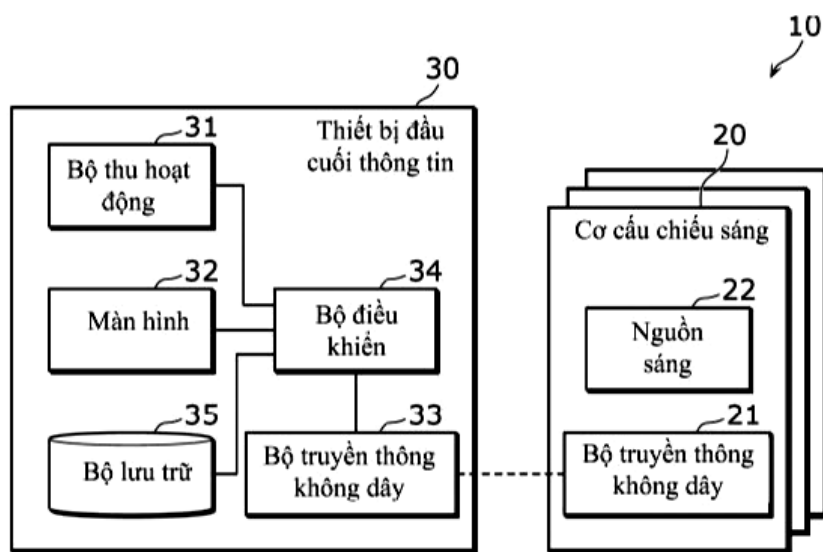 10
30
Thiết bị đầu
cuối thông tin
31
Bộ thu hoạt
động
32
Màn hình
34
Bộ điều
khiển
35
Bộ lưu trữ
33
Bộ truyền thông
không dây
20
Cơ cấu chiếu sáng
22
Nguồn
sáng
21
Bộ truyền thông
không dây